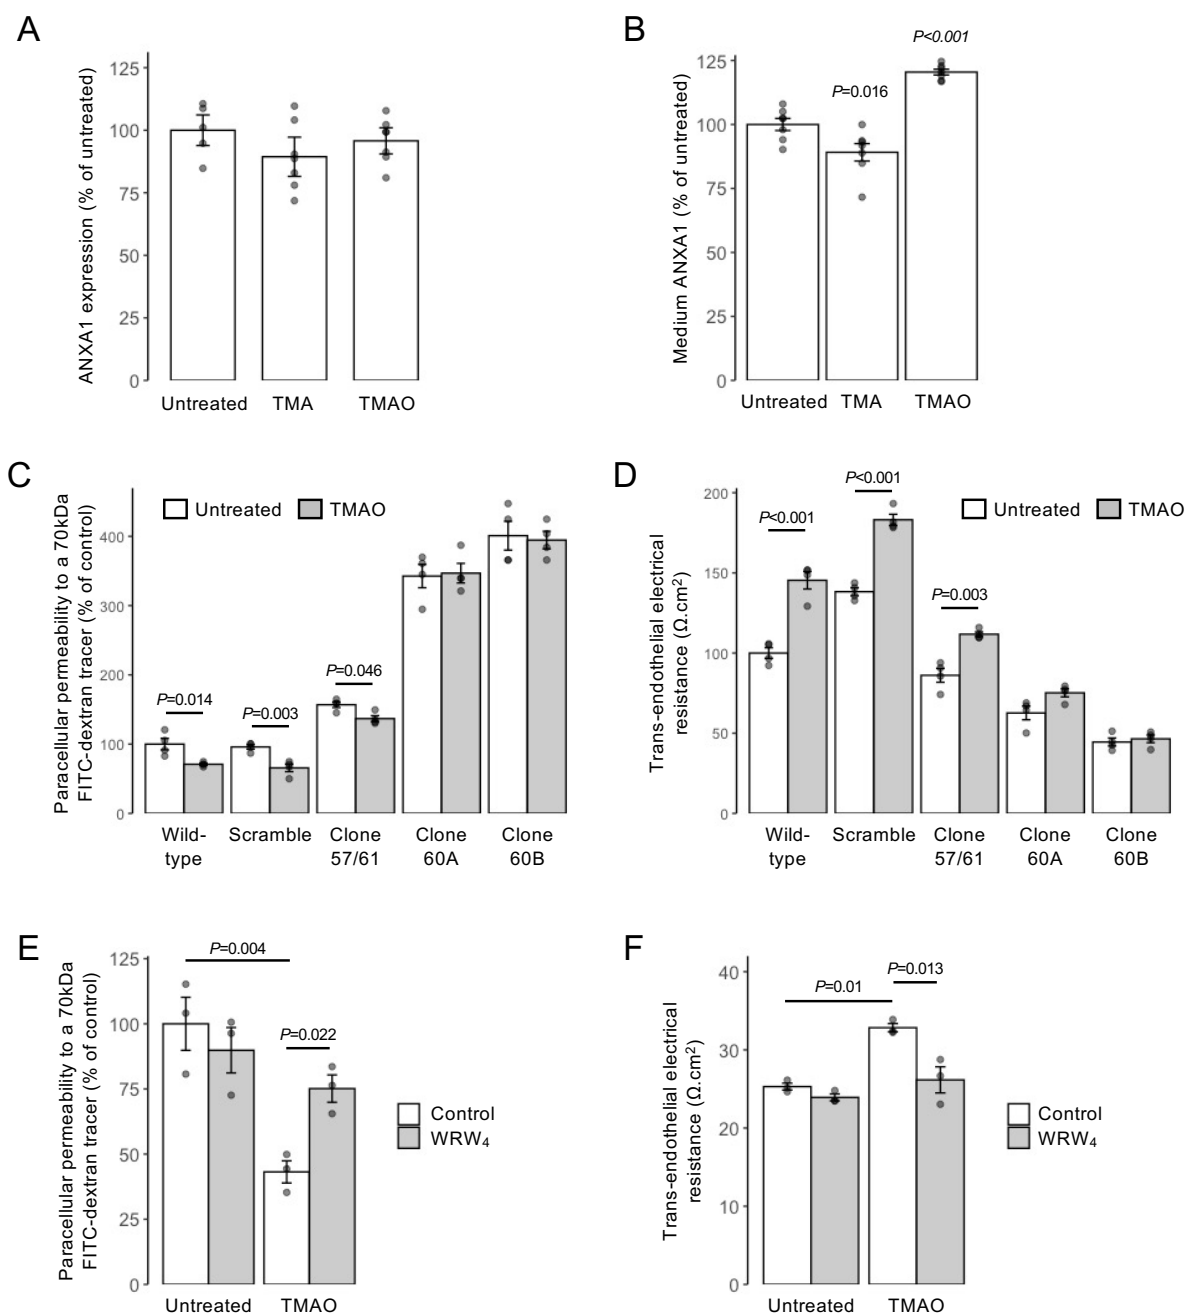 A
ANXA1 expression (% of untreated)
125
100
75
50
25
0
Untreated TMA TMAO
B
Medium ANXA1 (% of untreated)
125
100
75
50
25
0
P=0.016
P<0.001
Untreated TMA TMAO
C
Paracellular permeability to a 70kDa
FITC-dextran tracer (% of control)
400
300
200
100
0
Untreated TMAO
P=0.014
P=0.003
P=0.046
Wild-
type
Scramble
Clone
57/61
Clone
60A
Clone
60B
D
Trans-endothelial electrical
resistance (Ω.cm²)
200
150
100
50
0
Untreated TMAO
P<0.001
P<0.001
P=0.003
Wild-
type
Scramble
Clone
57/61
Clone
60A
Clone
60B
E
Paracellular permeability to a 70kDa
FITC-dextran tracer (% of control)
125
100
75
50
25
0
P=0.004
P=0.022
Untreated TMAO
Control
WRW₄
F
Trans-endothelial electrical
resistance (Ω.cm²)
40
30
20
10
0
P=0.01
P=0.013
Untreated TMAO
Control
WRW₄